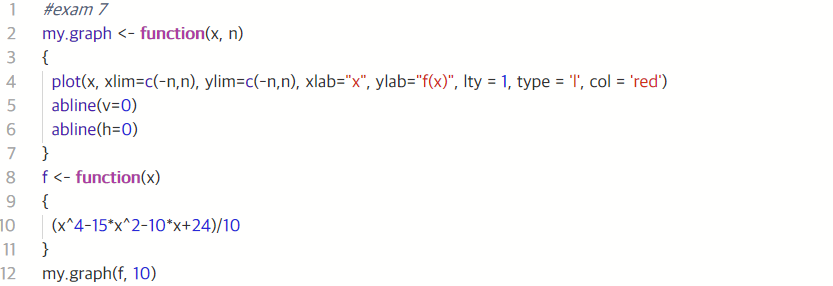 1 #exam 7
2 my.graph <- function(x, n)
3 {
4 plot(x, xlim=c(-n,n), ylim=c(-n,n), xlab="x", ylab="f(x)", lty = 1, type = 'l', col = 'red')
5 abline(v=0)
6 abline(h=0)
7 }
8 f <- function(x)
9 {
10 (x^4-15*x^2-10*x+24)/10
11 }
12 my.graph(f, 10)